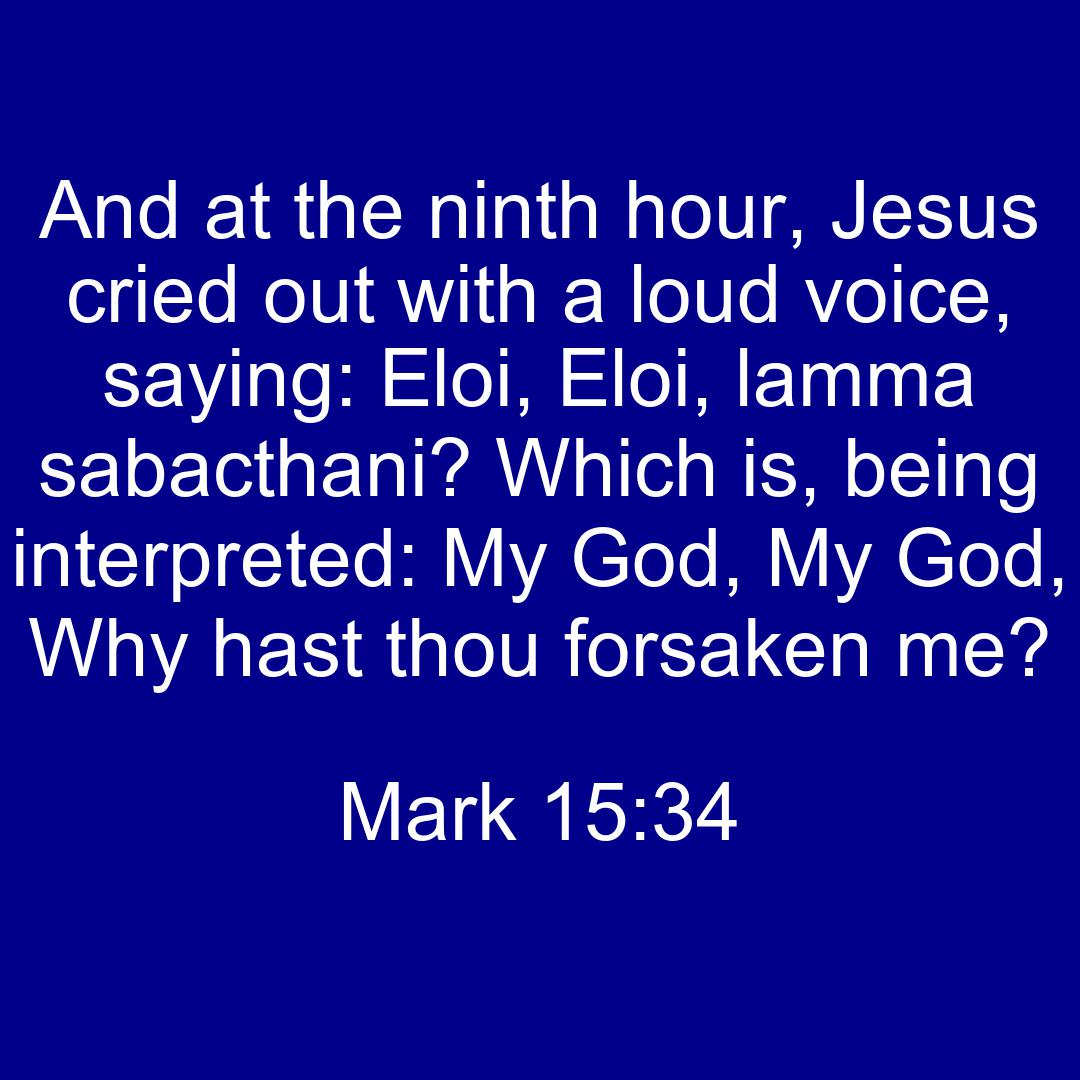 And at the ninth hour, Jesus
cried out with a loud voice,
saying: Eloi, Eloi, lamma
sabacthani? Which is, being
interpreted: My God, My God,
Why hast thou forsaken me?
Mark 15:34